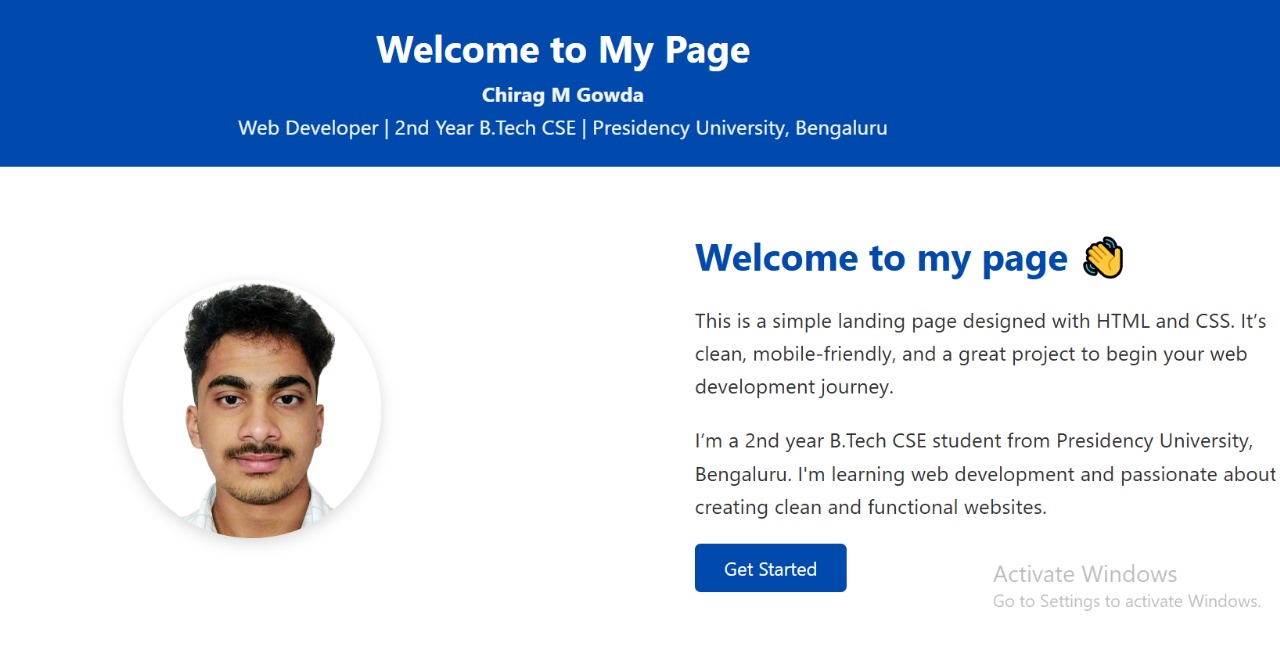 Welcome to My Page
Chirag M Gowda
Web Developer | 2nd Year B.Tech CSE | Presidency University, Bengaluru
Welcome to my page 👋
This is a simple landing page designed with HTML and CSS. It’s
clean, mobile-friendly, and a great project to begin your web
development journey.
I’m a 2nd year B.Tech CSE student from Presidency University,
Bengaluru. I'm learning web development and passionate about
creating clean and functional websites.
Get Started
Activate Windows
Go to Settings to activate Windows.